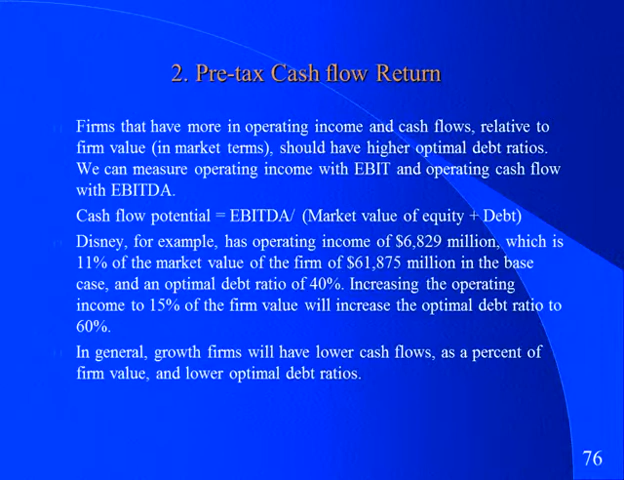 2. Pre-tax Cash flow Return
Firms that have more in operating income and cash flows, relative to
firm value (in market terms), should have higher optimal debt ratios.
We can measure operating income with EBIT and operating cash flow
with EBITDA.
Cash flow potential = EBITDA/ (Market value of equity + Debt)
Disney, for example, has operating income of $6,829 million, which is
11% of the market value of the firm of $61,875 million in the base
case, and an optimal debt ratio of 40%. Increasing the operating
income to 15% of the firm value will increase the optimal debt ratio to
60%.
In general, growth firms will have lower cash flows, as a percent of
firm value, and lower optimal debt ratios.
76